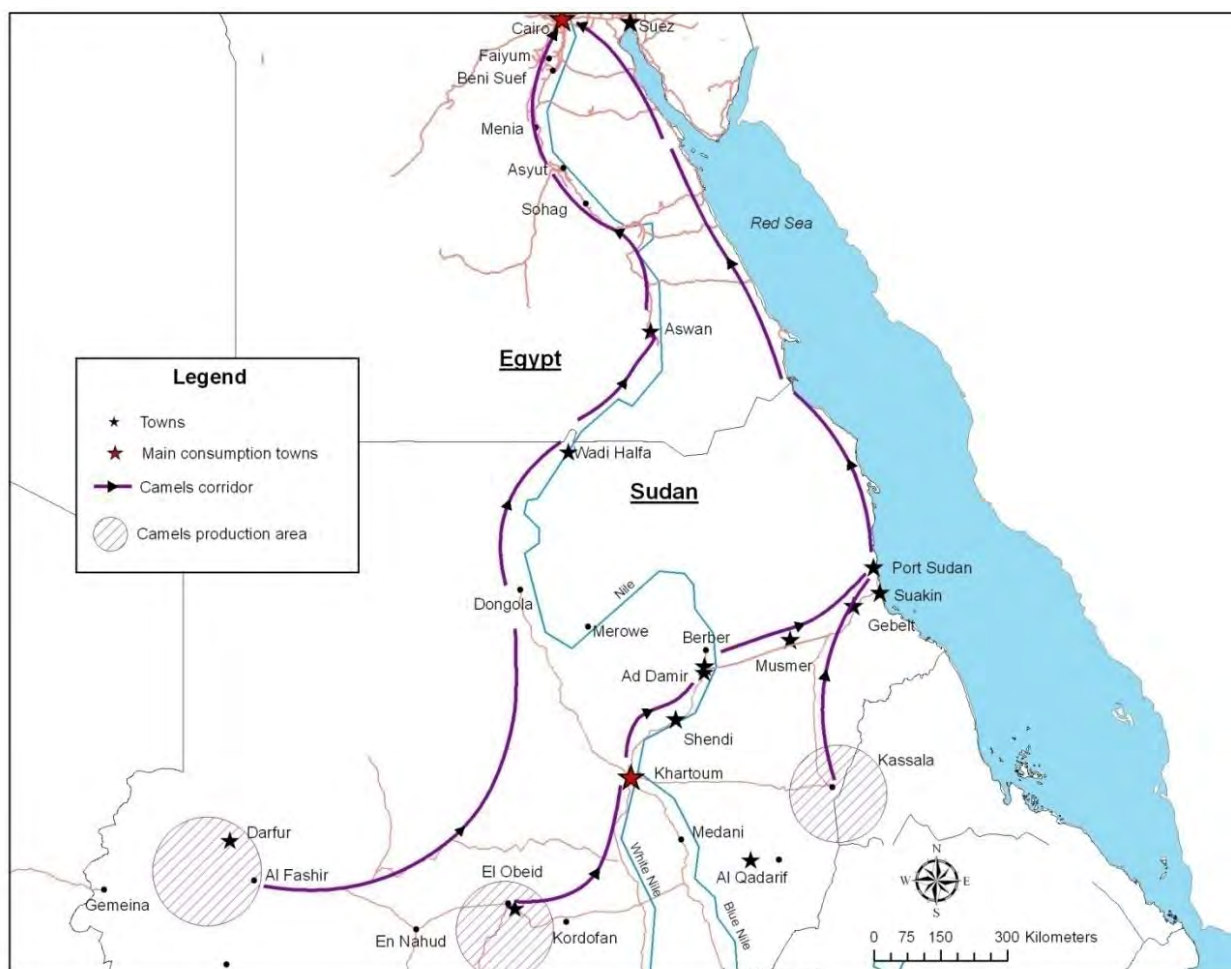 Cairo
Suez
Faiyum
Beni Suef
Menia
Asyut
Sohag
Red Sea
Aswan
Egypt
Legend
Towns
Main consumption towns
Camels corridor
Camels production area
Wadi Halfa
Sudan
Port Sudan
Suakin
Dongola
Nile
Gebelt
Merowe
Berber
Musmer
Ad Damir
Shendi
Kassala
Khartoum
Darfur
Medani
El Obeid
Al Fashir
Al Qadarif
Gemeina
White Nile
Blue Nile
En Nahud
Kordofan
N
W E
S
0 75 150 300 Kilometers